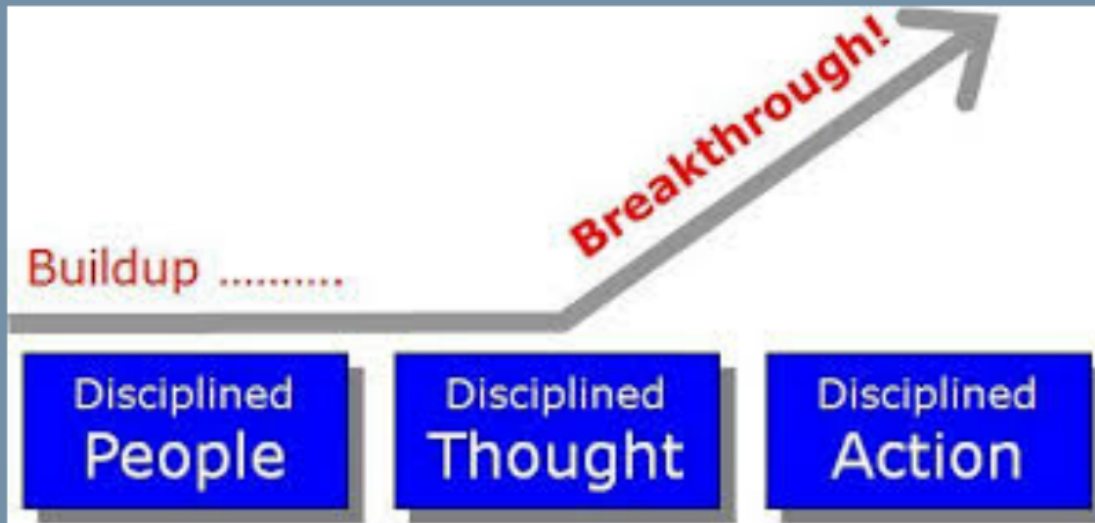 Breakthrough!
Buildup ..........
Disciplined
People
Disciplined
Thought
Disciplined
Action